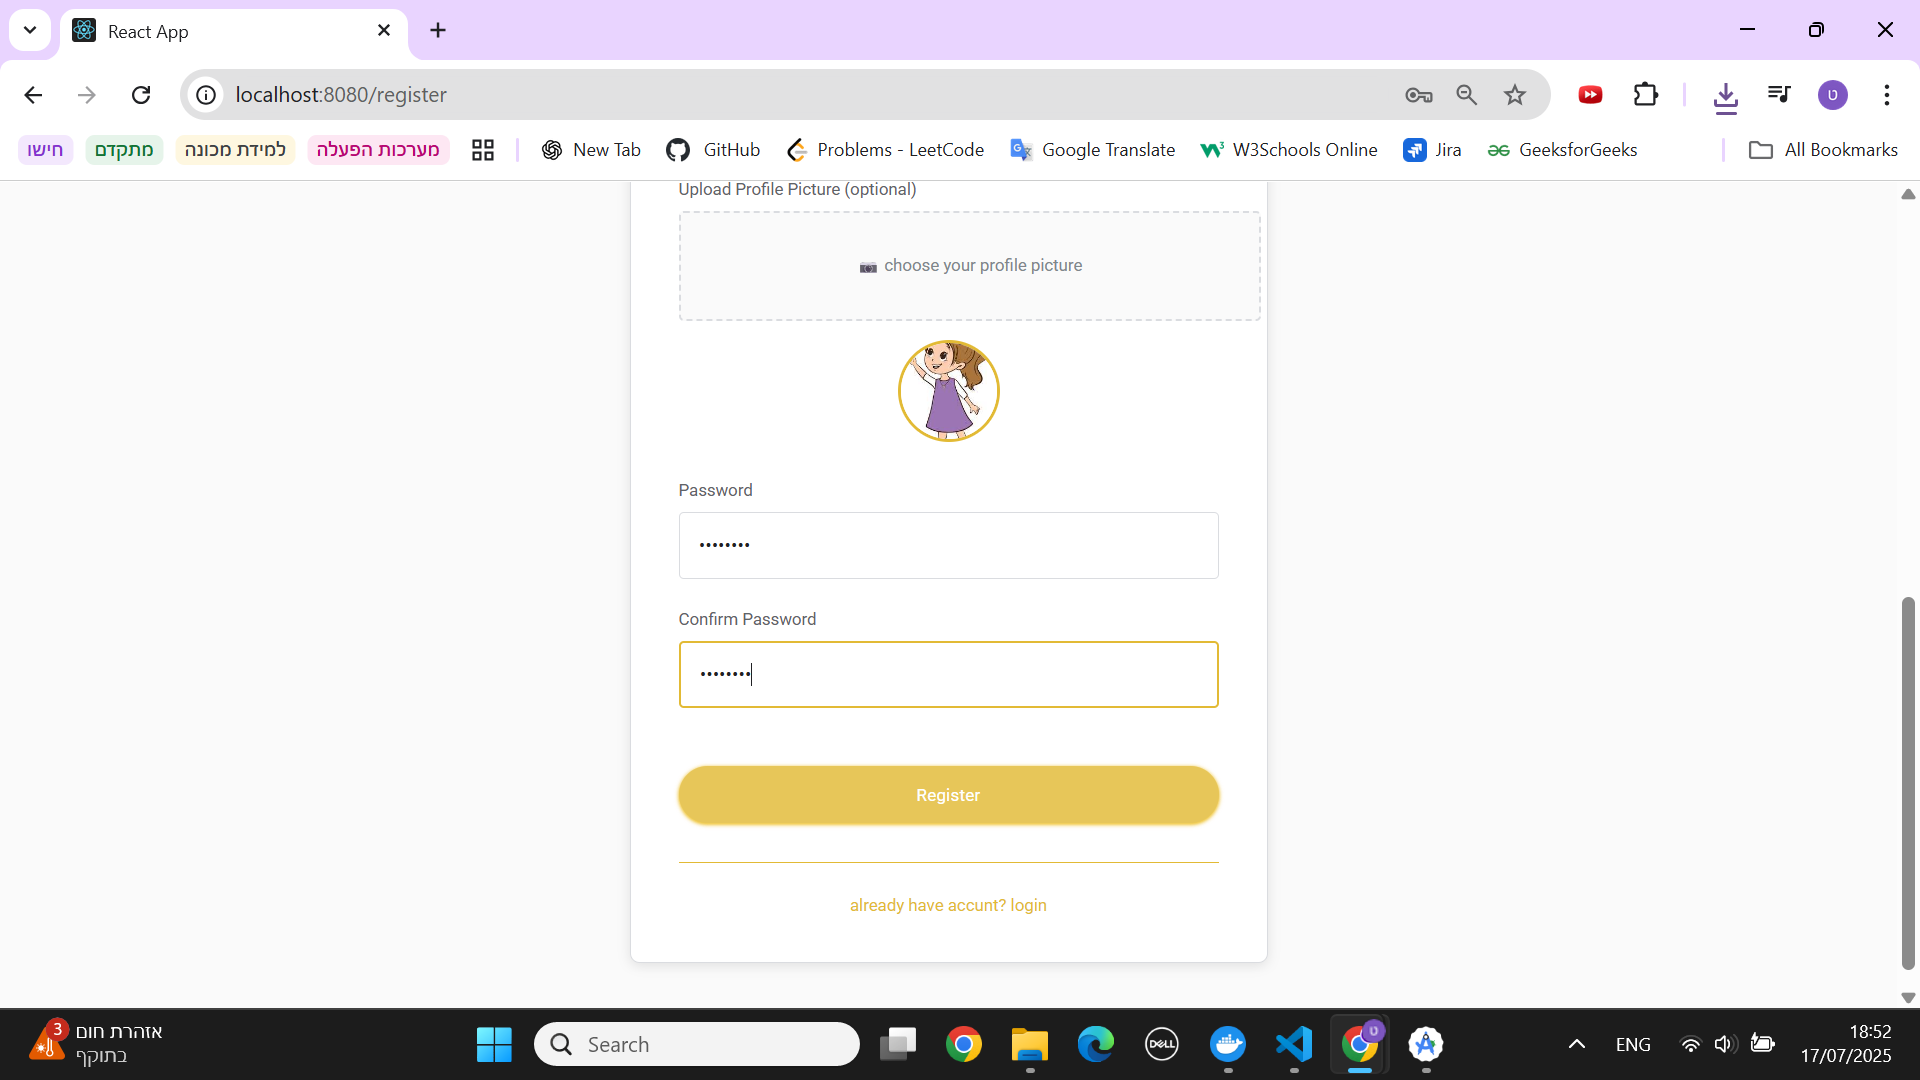 React App
localhost:8080/register
חישו
מתקדם
למידת מכונה
מערכות הפעלה
New Tab
GitHub
Problems - LeetCode
Google Translate
W3Schools Online
Jira
GeeksforGeeks
All Bookmarks
Upload Profile Picture (optional)
choose your profile picture
Password
••••••••
Confirm Password
••••••••
Register
already have accunt? login
3
אזהרת חום
בתוקף
Search
DELL
ENG
18:52
17/07/2025